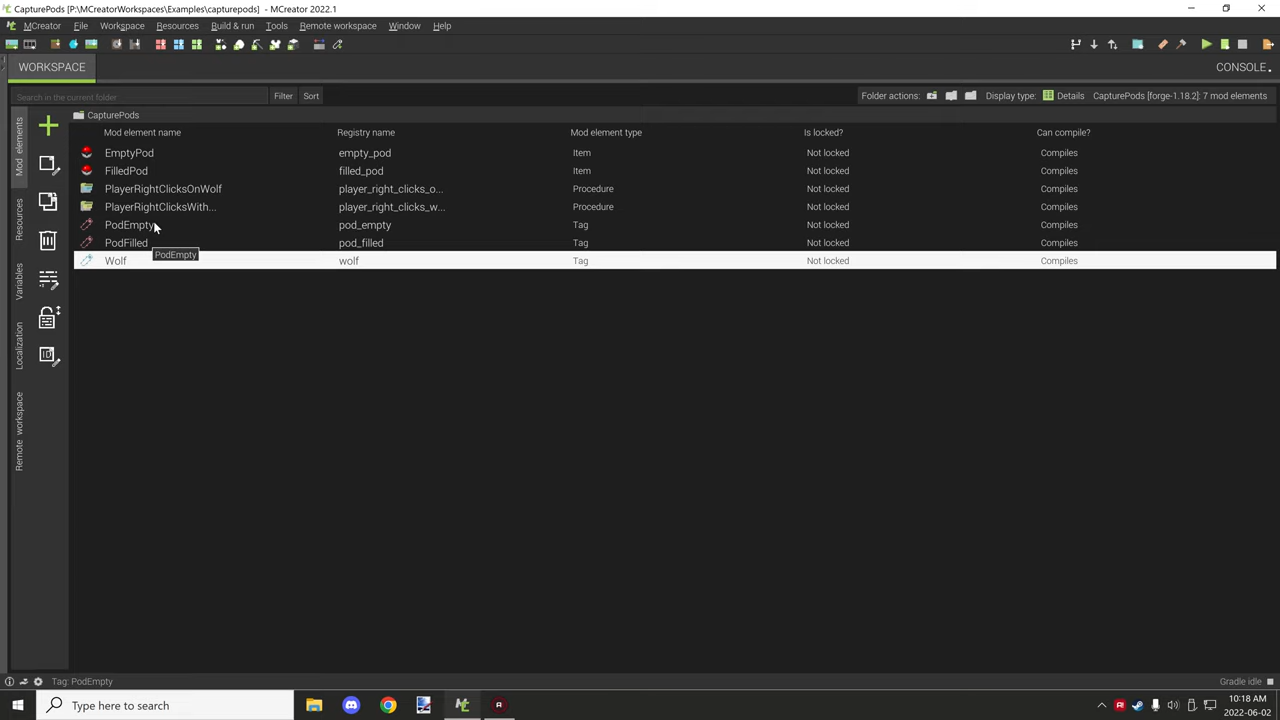 CapturePods [P:\MCreatorWorkspaces\Examples\capturepods] - MCreator 2022.1
MCreator File Workspace Resources Build & run Tools Remote workspace Window Help
WORKSPACE CONSOLE
Search in the current folder Filter Sort Folder actions: Display type: Details CapturePods [forge-1.18.2]: 7 mod elements
CapturePods
Mod element name Registry name Mod element type Is locked? Can compile?
EmptyPod empty_pod Item Not locked Compiles
FilledPod filled_pod Item Not locked Compiles
PlayerRightClicksOnWolf player_right_clicks_o... Procedure Not locked Compiles
PlayerRightClicksWith... player_right_clicks_w... Procedure Not locked Compiles
PodEmpty pod_empty Tag Not locked Compiles
PodFilled pod_filled Tag Not locked Compiles
PodEmpty
Wolf wolf Tag Not locked Compiles
Mod elements
Resources
Variables
Localization
Remote workspace
Tag: PodEmpty Gradle idle
Type here to search
10:18 AM
2022-06-02